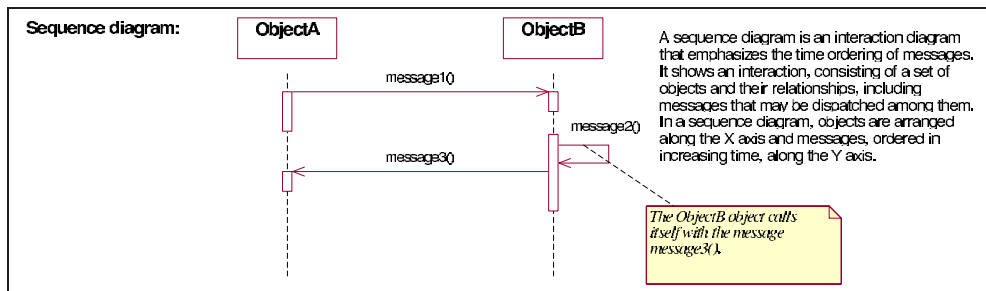 Sequence diagram:
ObjectA
ObjectB
A sequence diagram is an interaction diagram
that emphasizes the time ordering of messages.
It shows an interaction, consisting of a set of
objects and their relationships, including
messages that may be dispatched among them.
In a sequence diagram, objects are arranged
along the X axis and messages, ordered in
increasing time, along the Y axis.
message1()
message2()
message3()
The ObjectB object calls
itself with the message
message3().